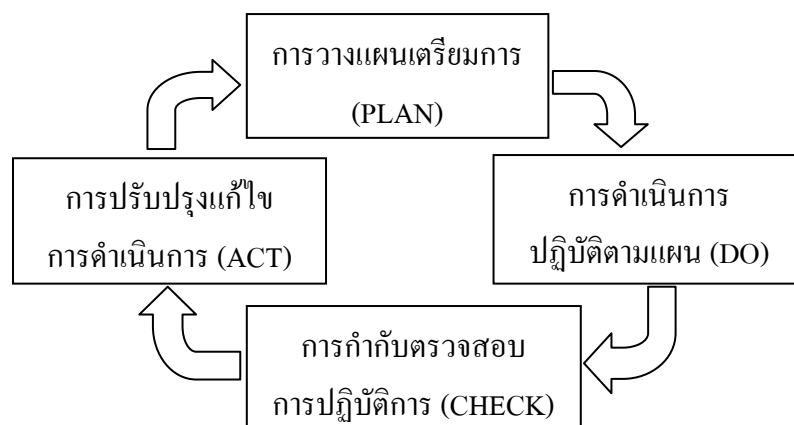 การวางแผนเตรียมการ
(PLAN)
การดำเนินการ
ปฏิบัติตามแผน (DO)
การกำกับตรวจสอบ
การปฏิบัติการ (CHECK)
การปรับปรุงแก้ไข
การดำเนินการ (ACT)